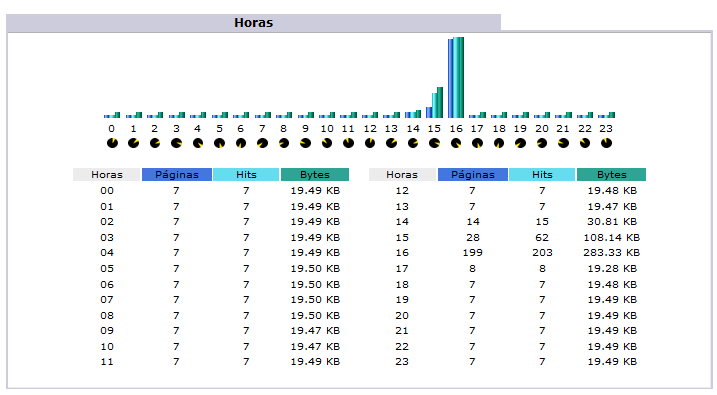 Horas
0 1 2 3 4 5 6 7 8 9 10 11 12 13 14 15 16 17 18 19 20 21 22 23
Horas Páginas Hits Bytes Horas Páginas Hits Bytes
00 7 7 19.49 KB 12 7 7 19.48 KB
01 7 7 19.49 KB 13 7 7 19.47 KB
02 7 7 19.49 KB 14 14 15 30.81 KB
03 7 7 19.49 KB 15 28 62 108.14 KB
04 7 7 19.49 KB 16 199 203 283.33 KB
05 7 7 19.50 KB 17 8 8 19.28 KB
06 7 7 19.50 KB 18 7 7 19.48 KB
07 7 7 19.50 KB 19 7 7 19.49 KB
08 7 7 19.50 KB 20 7 7 19.49 KB
09 7 7 19.47 KB 21 7 7 19.49 KB
10 7 7 19.47 KB 22 7 7 19.49 KB
11 7 7 19.49 KB 23 7 7 19.49 KB